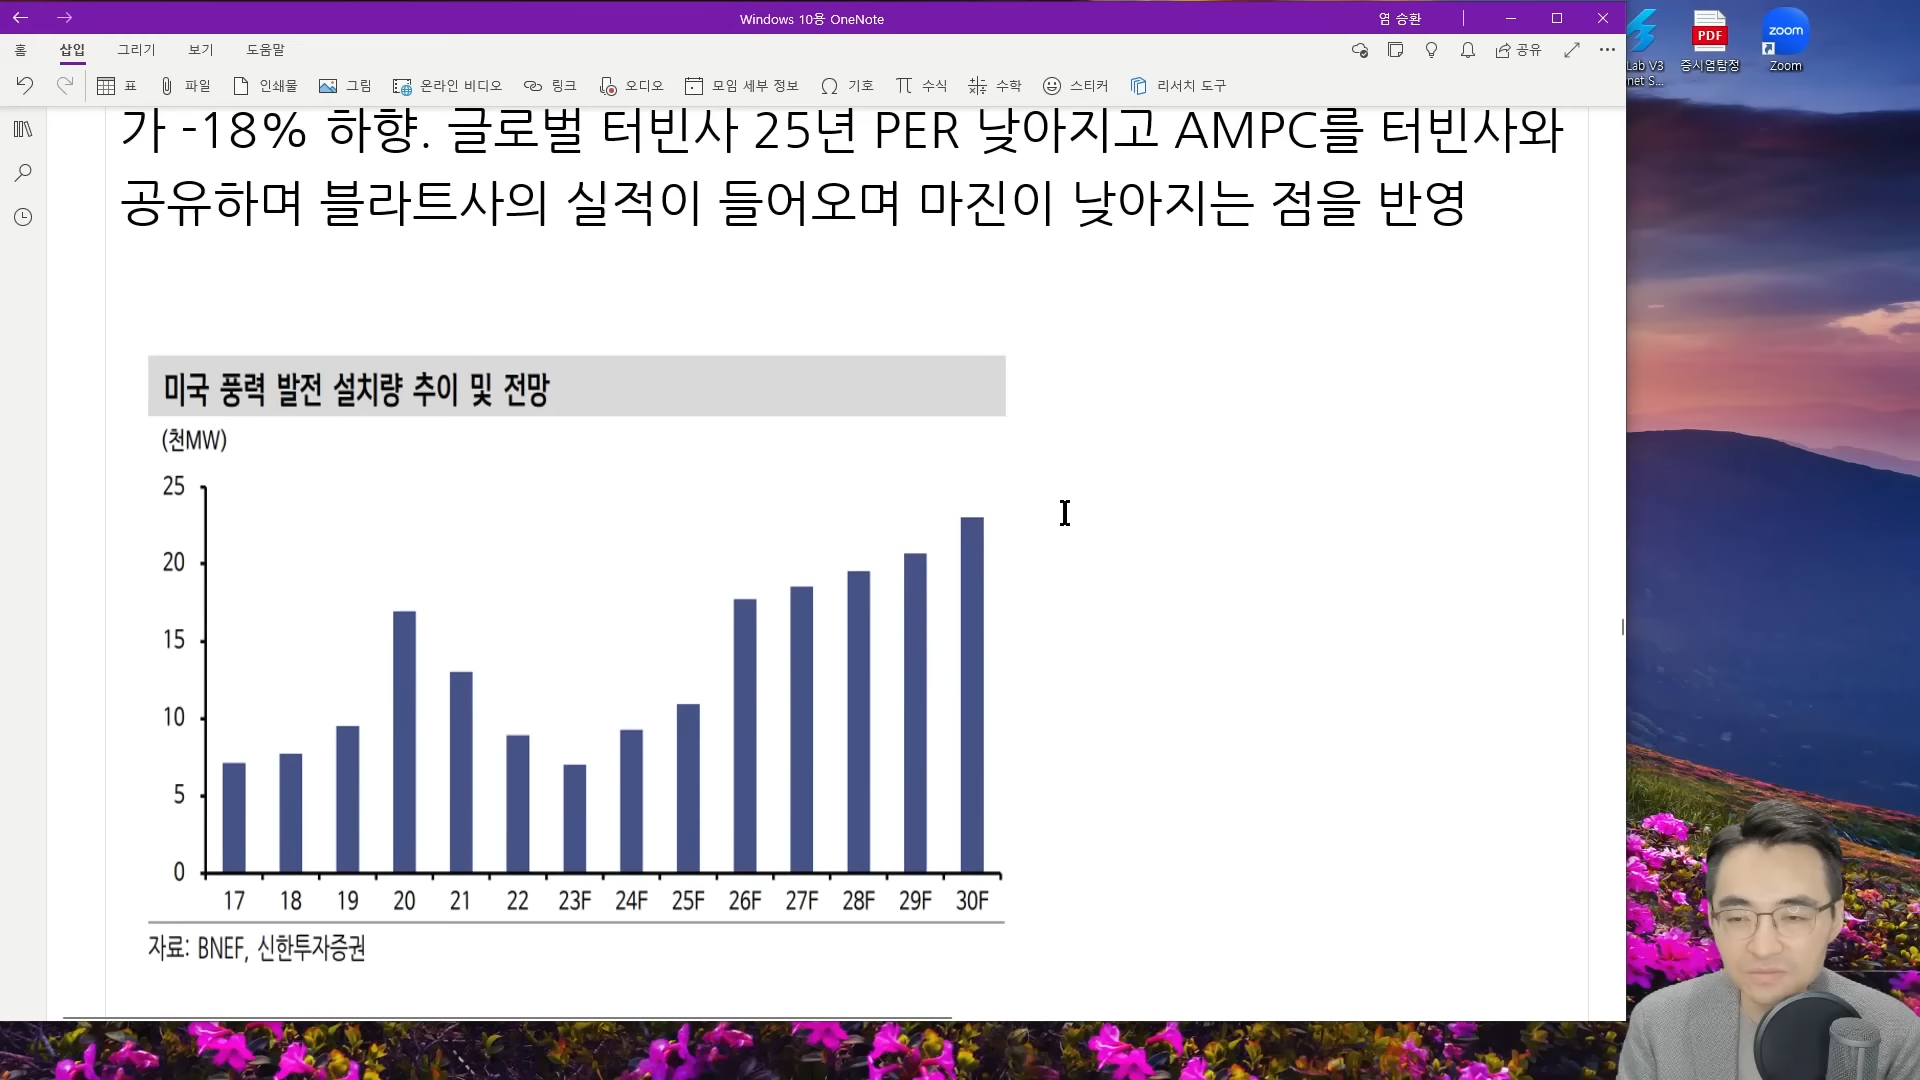 Windows 10용 OneNote
염 승환
홈 삽입 그리기 보기 도움말
공유
표 파일 인쇄물 그림 온라인 비디오 링크 오디오 모임 세부 정보 기호 수식 수학 스티커 리서치 도구
가 -18% 하향. 글로벌 터빈사 25년 PER 낮아지고 AMPC를 터빈사와
공유하며 블라트사의 실적이 들어오며 마진이 낮아지는 점을 반영
미국 풍력 발전 설치량 추이 및 전망
(천MW)
25
20
15
10
5
0
17 18 19 20 21 22 23F 24F 25F 26F 27F 28F 29F 30F
자료: BNEF, 신한투자증권
Lab V3
net S...
PDF
증시염탐정
zoom
Zoom